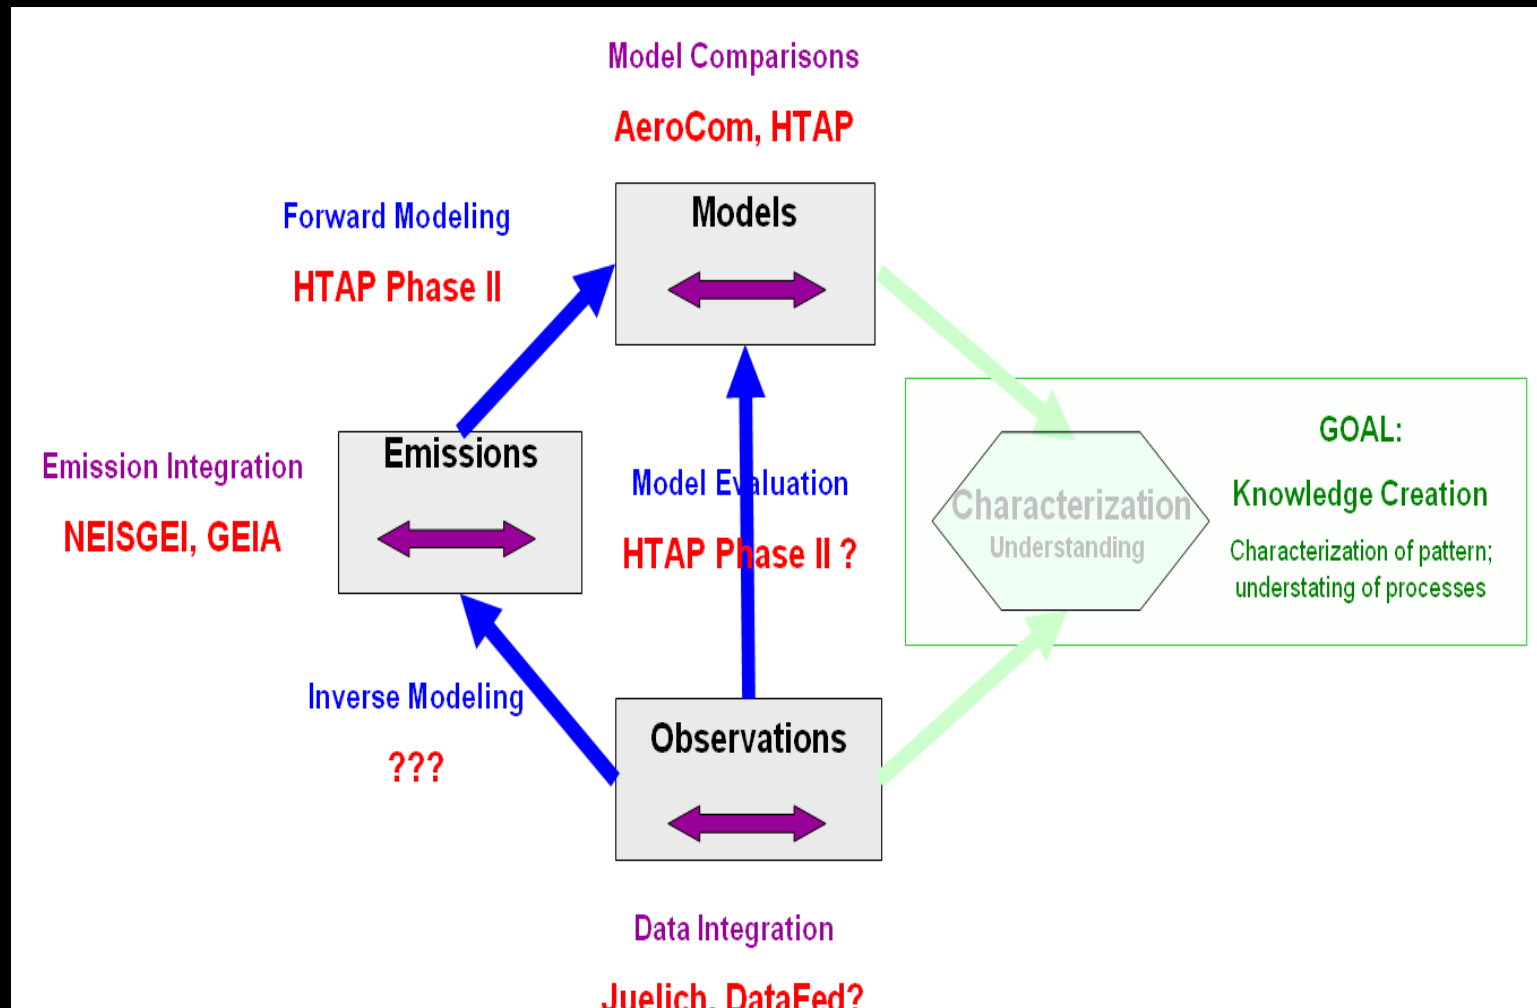 Model Comparisons
AeroCom, HTAP
Models
Forward Modeling
HTAP Phase II
Emissions
Emission Integration
NEISGEI, GEIA
Model Evaluation
HTAP Phase II ?
Characterization
Understanding
GOAL:
Knowledge Creation
Characterization of pattern;
understating of processes
Inverse Modeling
???
Observations
Data Integration
Juelich, DataFed?